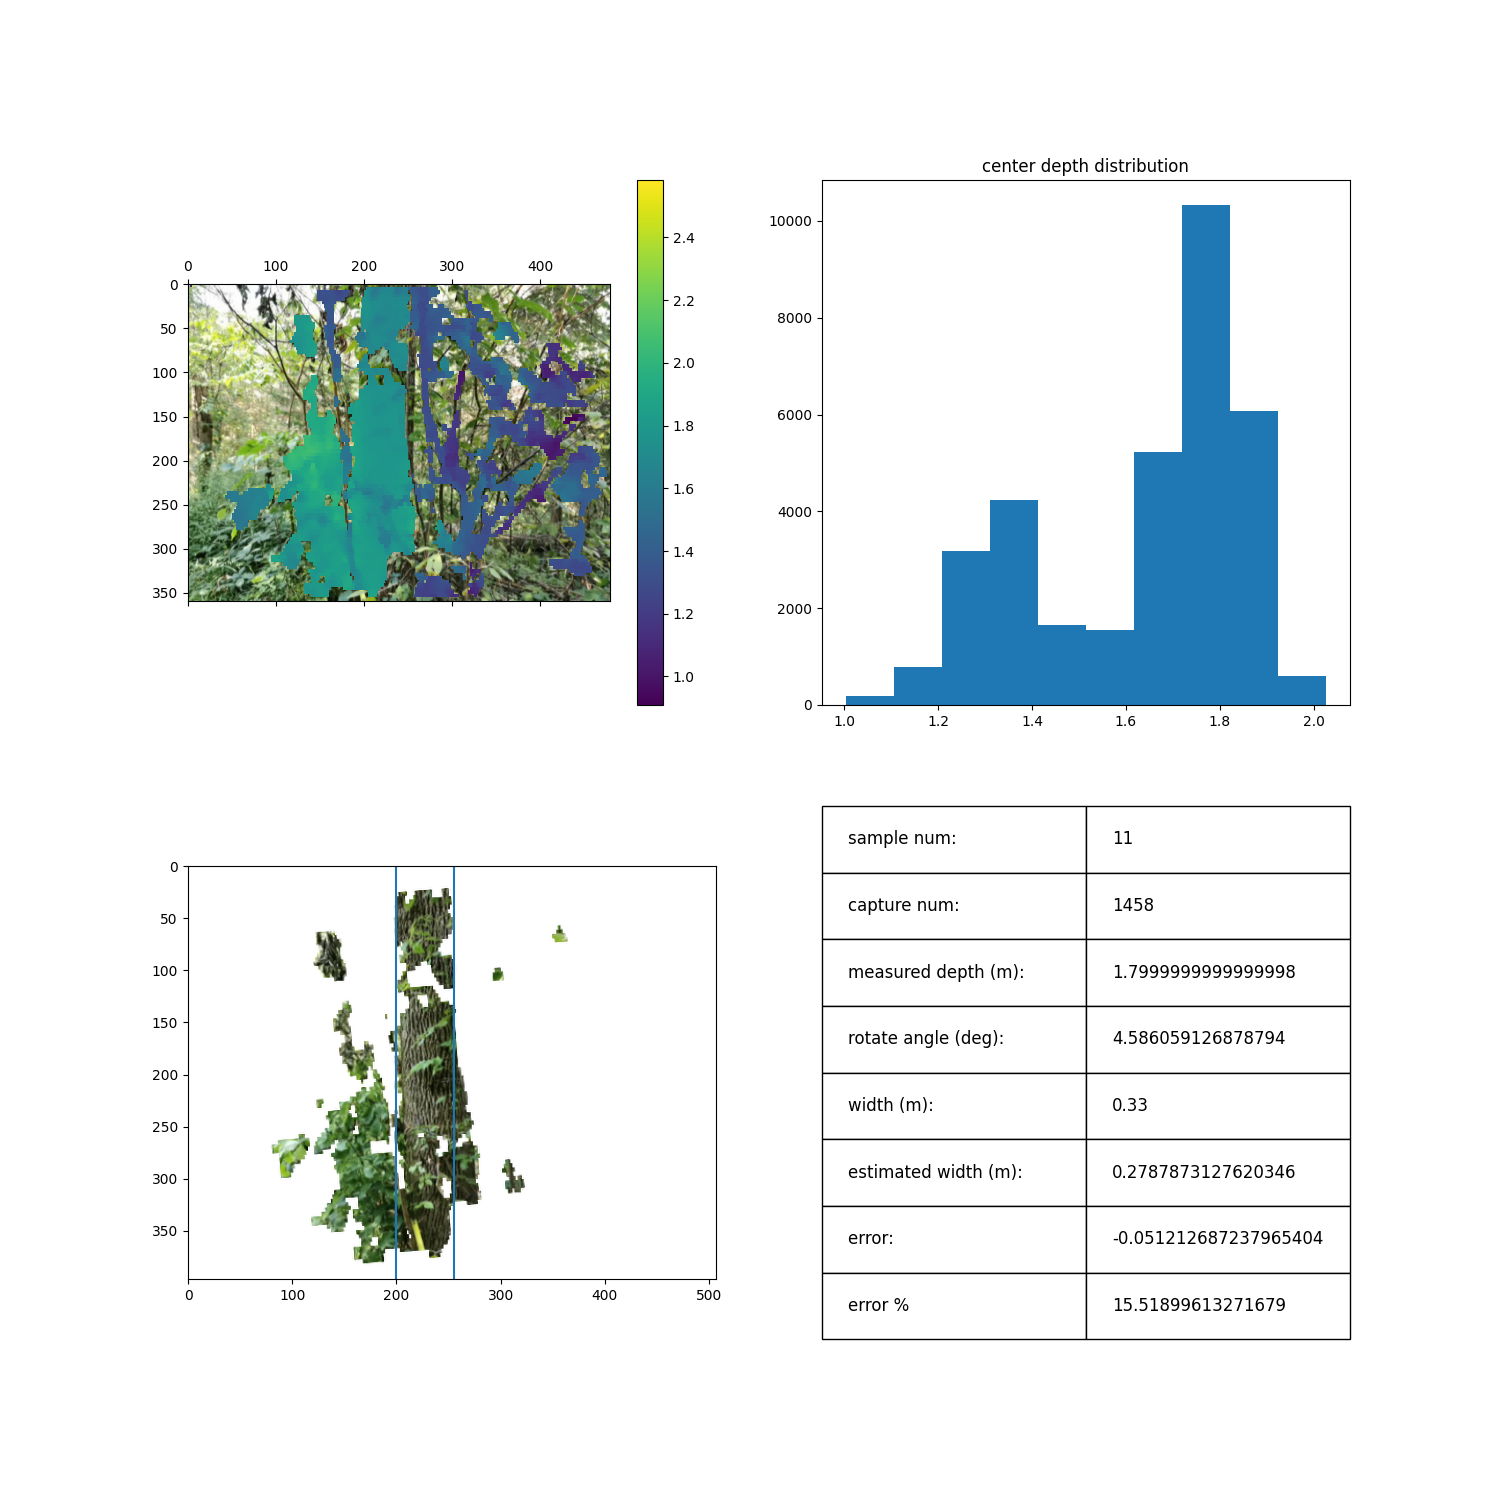 0 100 200 300 400
0
50
100
150
200
250
300
350
2.4
2.2
2.0
1.8
1.6
1.4
1.2
1.0
center depth distribution
10000
8000
6000
4000
2000
0
1.0 1.2 1.4 1.6 1.8 2.0
0
50
100
150
200
250
300
350
0 100 200 300 400 500
sample num: 11
capture num: 1458
measured depth (m): 1.7999999999999998
rotate angle (deg): 4.586059126878794
width (m): 0.33
estimated width (m): 0.2787873127620346
error: -0.051212687237965404
error % 15.51899613271679